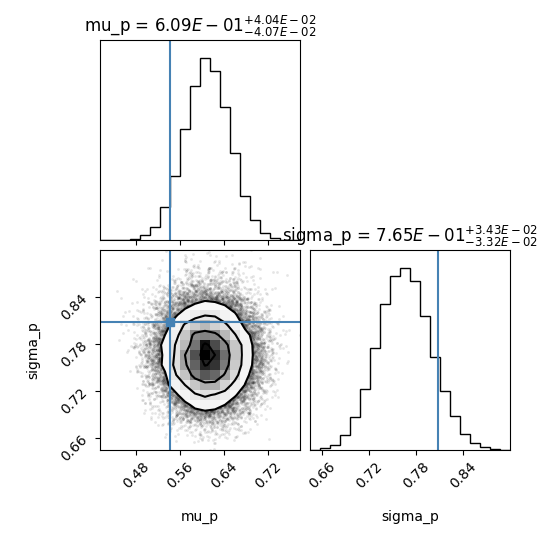 mu_p = 6.09E − 01+4.04E − 02 −4.07E − 02
sigma_p = 7.65E − 01+3.43E − 02 −3.32E − 02
sigma_p
0.84
0.78
0.72
0.66
0.48 0.56 0.64 0.72
mu_p
0.66 0.72 0.78 0.84
sigma_p